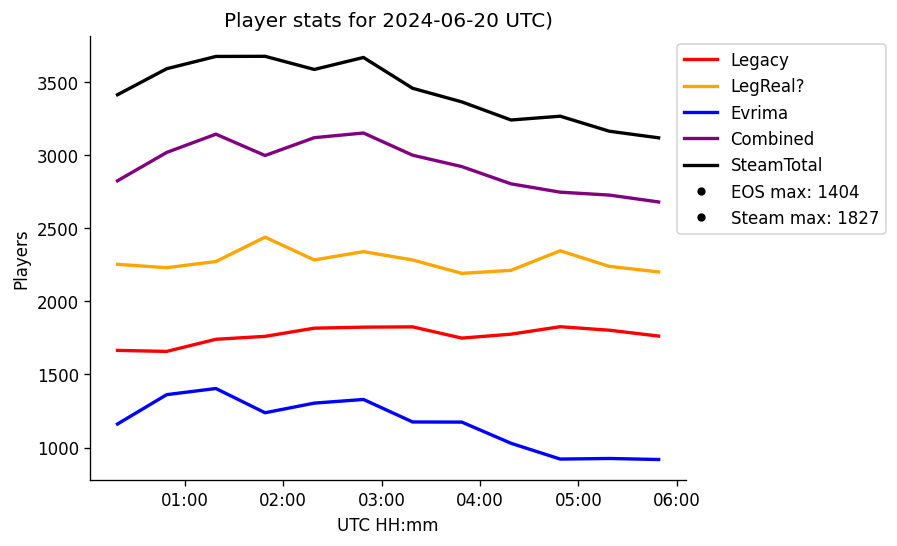 Player stats for 2024-06-20 UTC)
Legacy
LegReal?
Evrima
Combined
SteamTotal
EOS max: 1404
Steam max: 1827
Players
3500
3000
2500
2000
1500
1000
01:00 02:00 03:00 04:00 05:00 06:00
UTC HH:mm